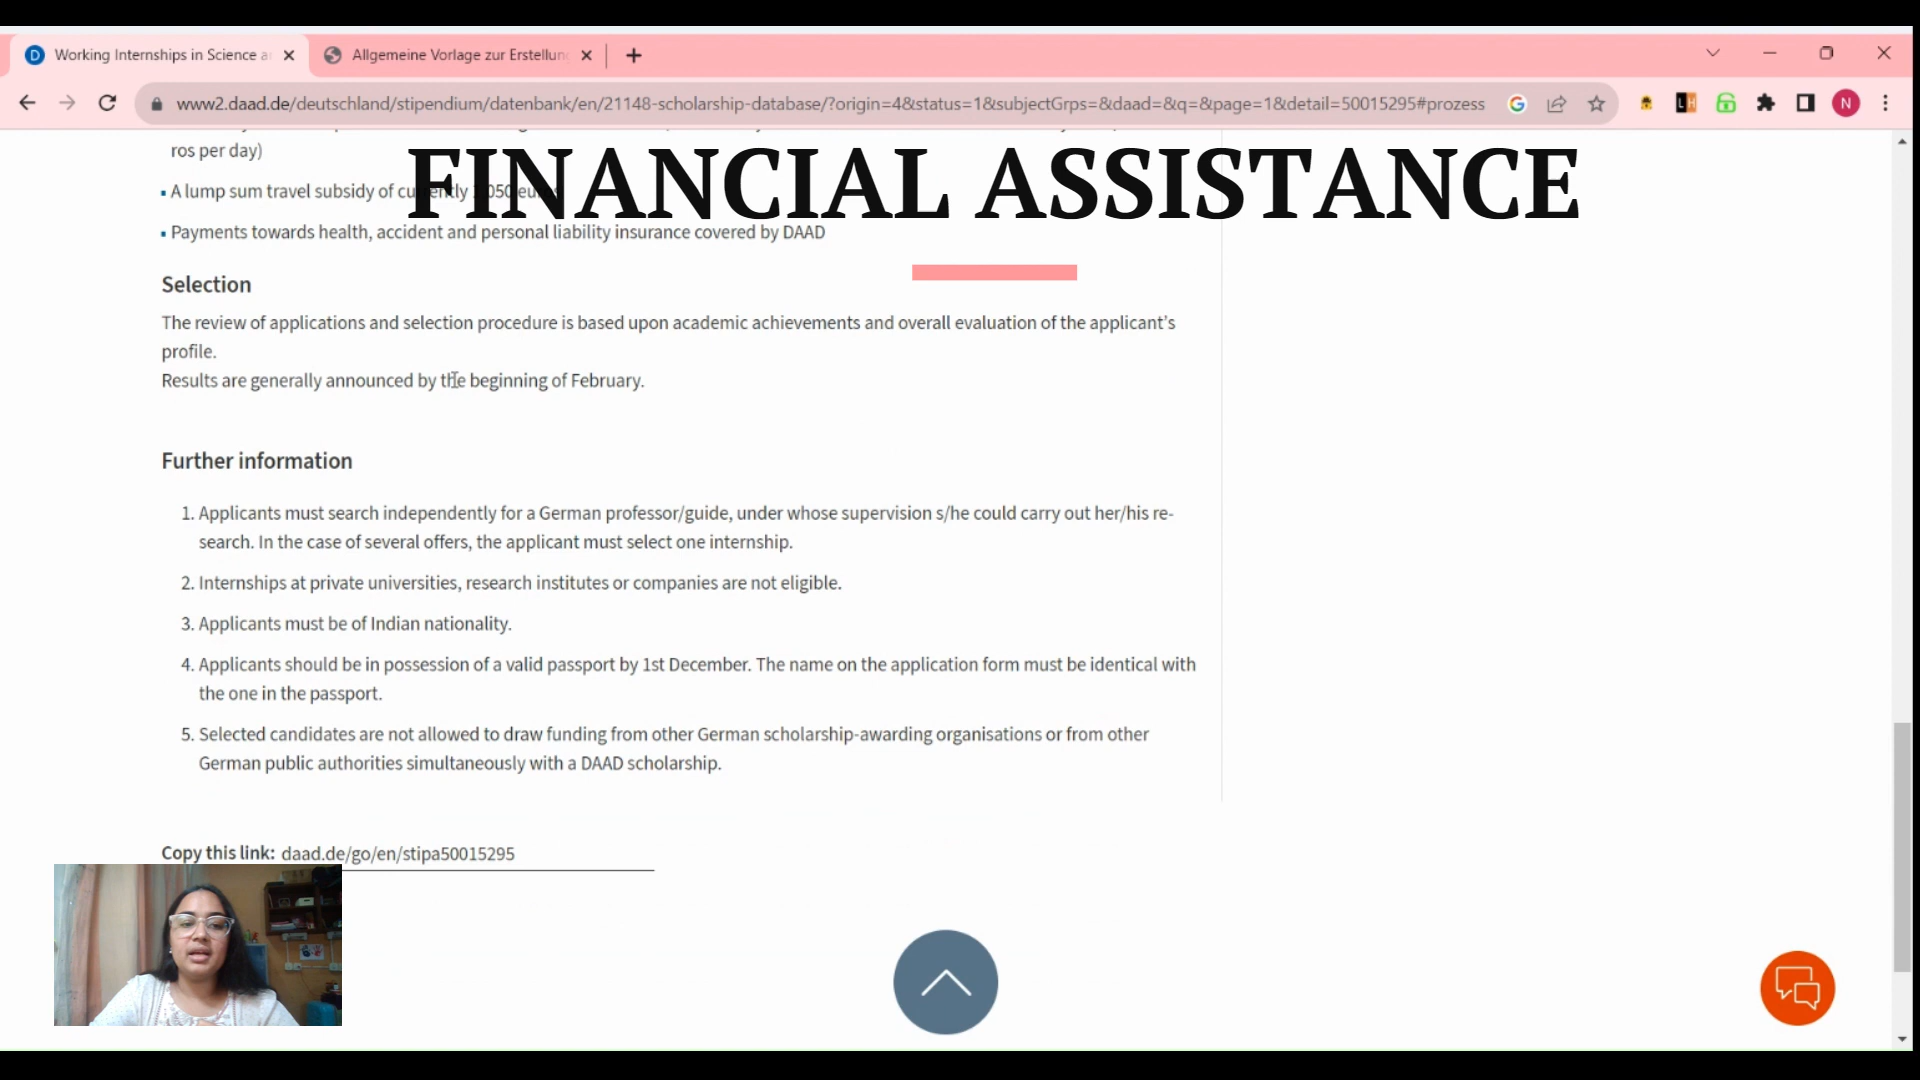 Working Internships in Science a
Allgemeine Vorlage zur Erstellun
www2.daad.de/deutschland/stipendium/datenbank/en/21148-scholarship-database/?origin=4&status=1&subjectGrps=&daad=&q=&page=1&detail=50015295#prozess
N
ros per day)
FINANCIAL ASSISTANCE
A lump sum travel subsidy of currently 050 euros
Payments towards health, accident and personal liability insurance covered by DAAD
Selection
The review of applications and selection procedure is based upon academic achievements and overall evaluation of the applicant's
profile.
Results are generally announced by the beginning of February.
Further information
1. Applicants must search independently for a German professor/guide, under whose supervision s/he could carry out her/his re-
search. In the case of several offers, the applicant must select one internship.
2. Internships at private universities, research institutes or companies are not eligible.
3. Applicants must be of Indian nationality.
4. Applicants should be in possession of a valid passport by 1st December. The name on the application form must be identical with
the one in the passport.
5. Selected candidates are not allowed to draw funding from other German scholarship-awarding organisations or from other
German public authorities simultaneously with a DAAD scholarship.
Copy this link: daad.de/go/en/stipa50015295